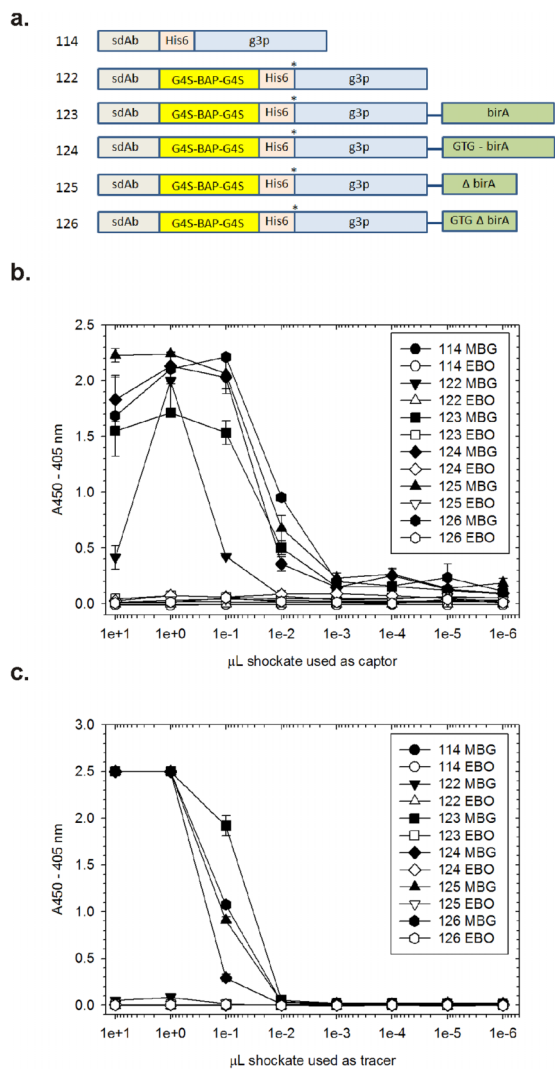 a.
114 sdAb His6 g3p
*
122 sdAb G4S-BAP-G4S His6 g3p
*
123 sdAb G4S-BAP-G4S His6 g3p birA
*
124 sdAb G4S-BAP-G4S His6 g3p GTG - birA
*
125 sdAb G4S-BAP-G4S His6 g3p Δ birA
*
126 sdAb G4S-BAP-G4S His6 g3p GTG Δ birA
b.
A450 - 405 nm
2.5
2.0
1.5
1.0
0.5
0.0
114 MBG
114 EBO
122 MBG
122 EBO
123 MBG
123 EBO
124 MBG
124 EBO
125 MBG
125 EBO
126 MBG
126 EBO
1e+1 1e+0 1e-1 1e-2 1e-3 1e-4 1e-5 1e-6
μL shockate used as captor
c.
A450 - 405 nm
3.0
2.5
2.0
1.5
1.0
0.5
0.0
114 MBG
114 EBO
122 MBG
122 EBO
123 MBG
123 EBO
124 MBG
124 EBO
125 MBG
125 EBO
126 MBG
126 EBO
1e+1 1e+0 1e-1 1e-2 1e-3 1e-4 1e-5 1e-6
μL shockate used as tracer